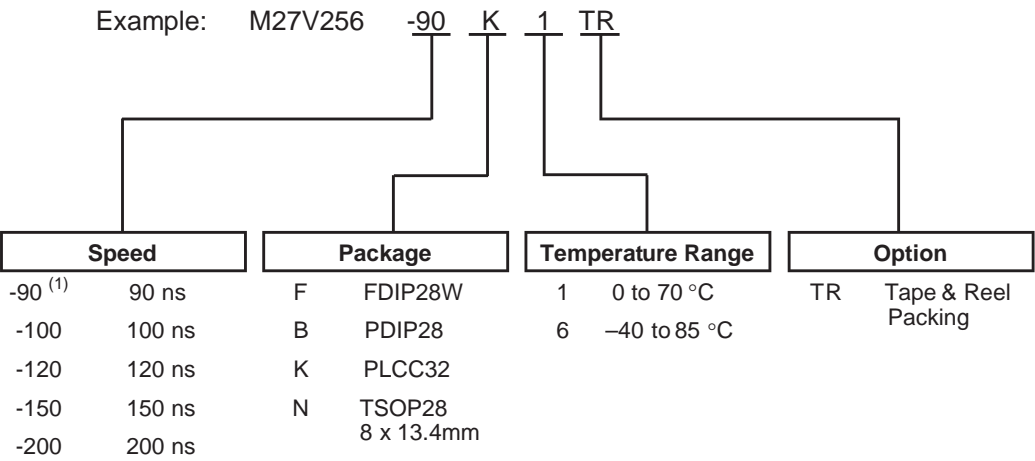 Example: M27V256 -90 K 1 TR
Speed Package Temperature Range Option
-90 (1) 90 ns F FDIP28W 1 0 to 70 °C TR Tape & Reel
Packing
-100 100 ns B PDIP28 6 –40 to 85 °C
-120 120 ns K PLCC32
-150 150 ns N TSOP28
8 x 13.4mm
-200 200 ns